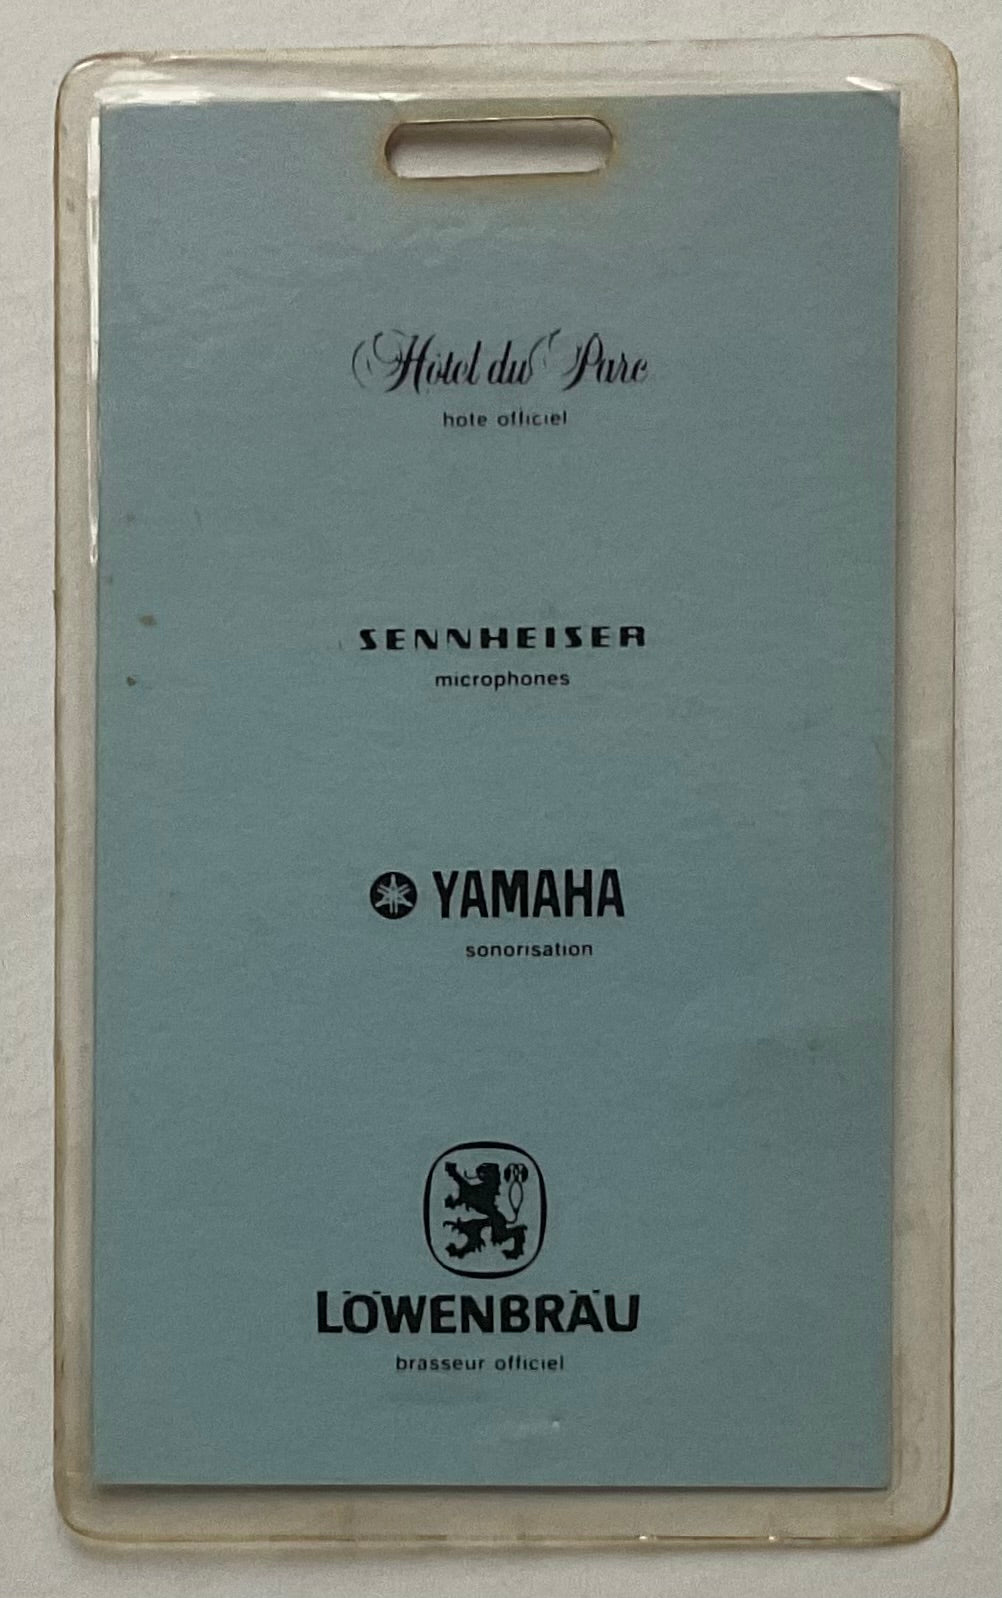 Hôtel du Parc
hote officiel
SENNHEISER
microphones
YAMAHA
sonorisation
LÖWENBRÄU
brasseur officiel